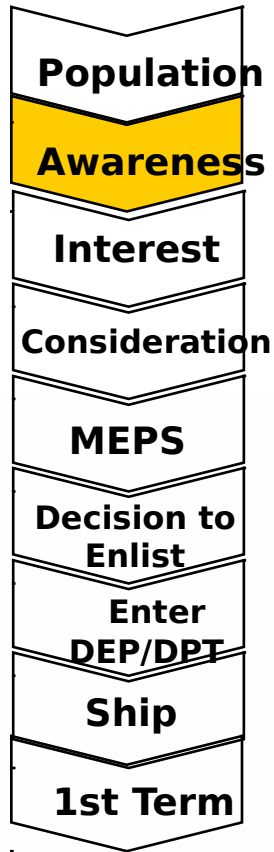 Population
Awareness
Interest
Consideration
MEPS
Decision to
Enlist
Enter
DEP/DPT
Ship
1st Term